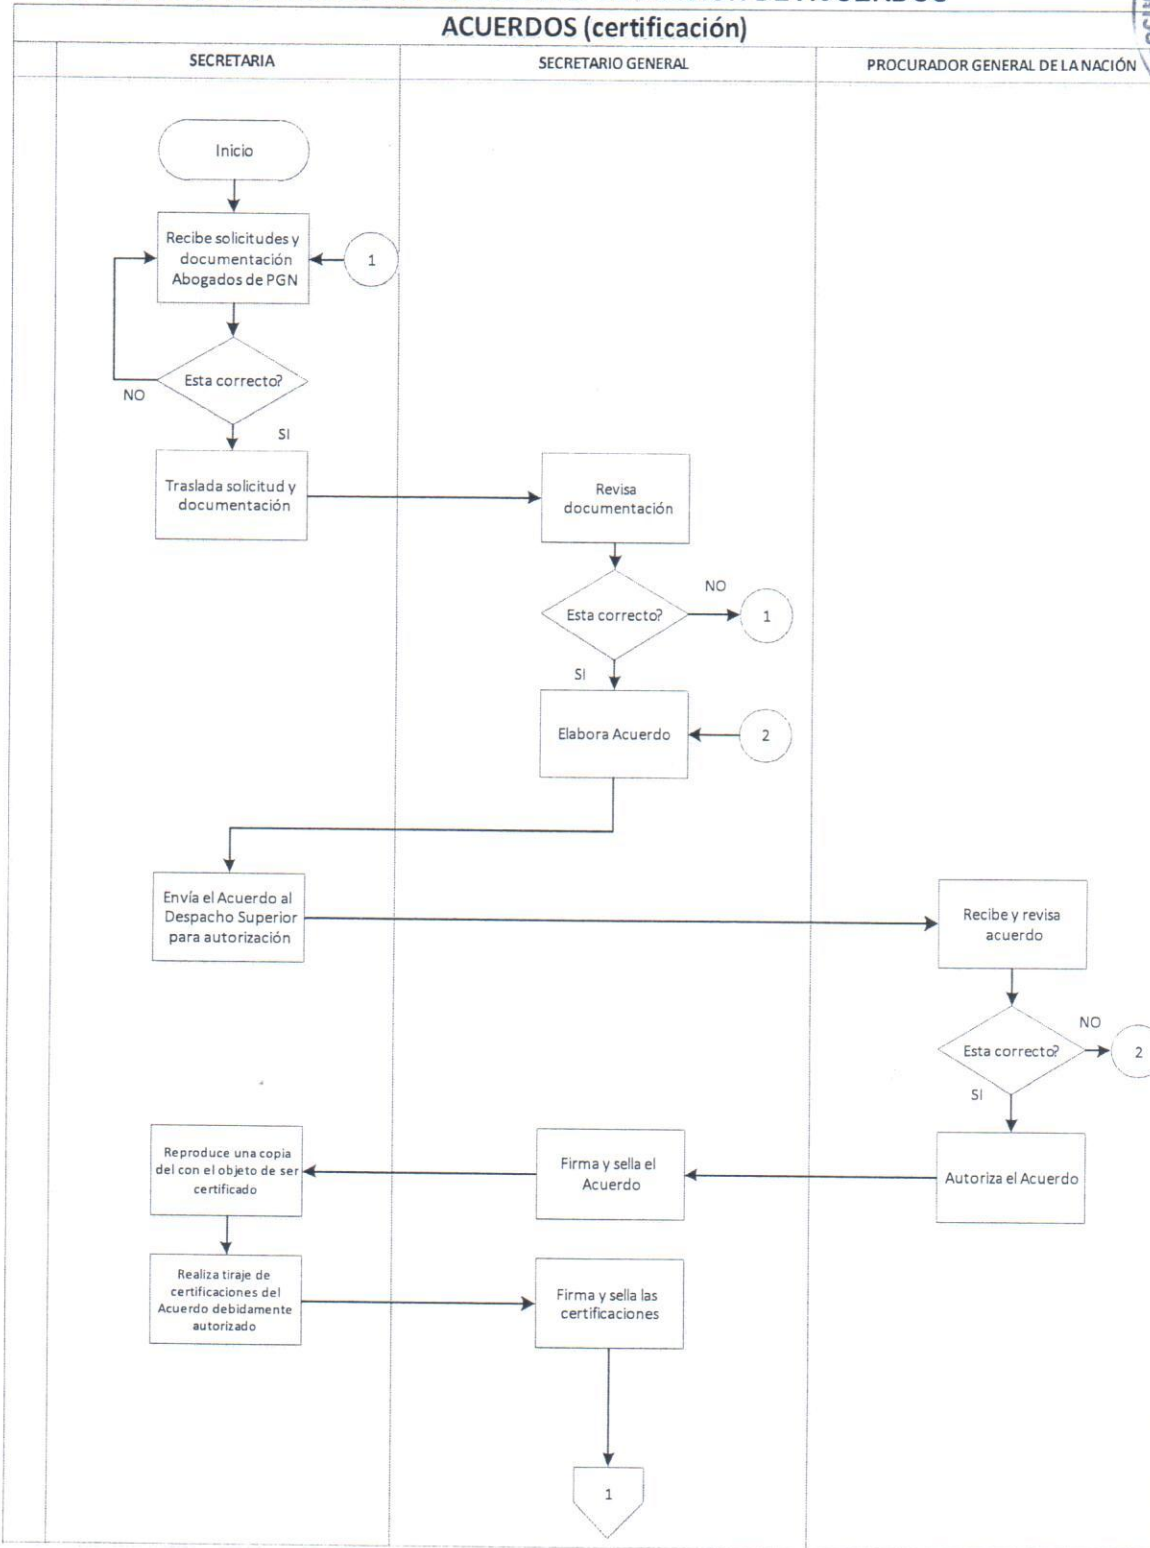 DE ACUERDOS
ACUERDOS (certificación)
SECRETARIA
SECRETARIO GENERAL
PROCURADOR GENERAL DE LA NACIÓN
Inicio
Recibe solicitudes y
documentación
Abogados de PGN
1
Esta correcto?
NO
SI
Traslada solicitud y
documentación
Revisa
documentación
Esta correcto?
NO
1
SI
Elabora Acuerdo
2
Envía el Acuerdo al
Despacho Superior
para autorización
Recibe y revisa
acuerdo
Esta correcto?
NO
2
SI
Autoriza el Acuerdo
Firma y sella el
Acuerdo
Reproduce una copia
del con el objeto de ser
certificado
Realiza tiraje de
certificaciones del
Acuerdo debidamente
autorizado
Firma y sella las
certificaciones
1